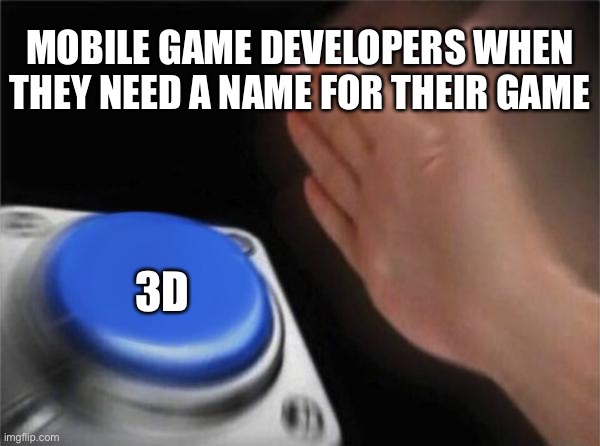 MOBILE GAME DEVELOPERS WHEN
THEY NEED A NAME FOR THEIR GAME
3D
imgflip.com